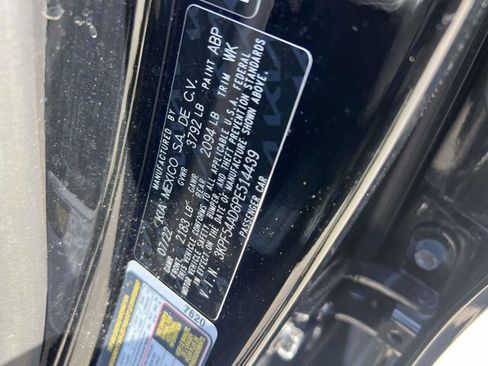 MANUFACTURED BY
07/22 KIA MEXICO S.A. DE C.V.
GVWR 3792 LB PAINT ABP
GAWR FRONT 2183 LB GAWR REAR 2094 LB TRIM WK
THIS VEHICLE CONFORMS TO ALL APPLICABLE U.S.A. FEDERAL
MOTOR VEHICLE SAFETY, BUMPER, AND THEFT PREVENTION STANDARDS
IN EFFECT ON THE DATE OF MANUFACTURE SHOWN ABOVE.
V.I.N. 3KPF54AD6PE514439
PASSENGER CAR
7620